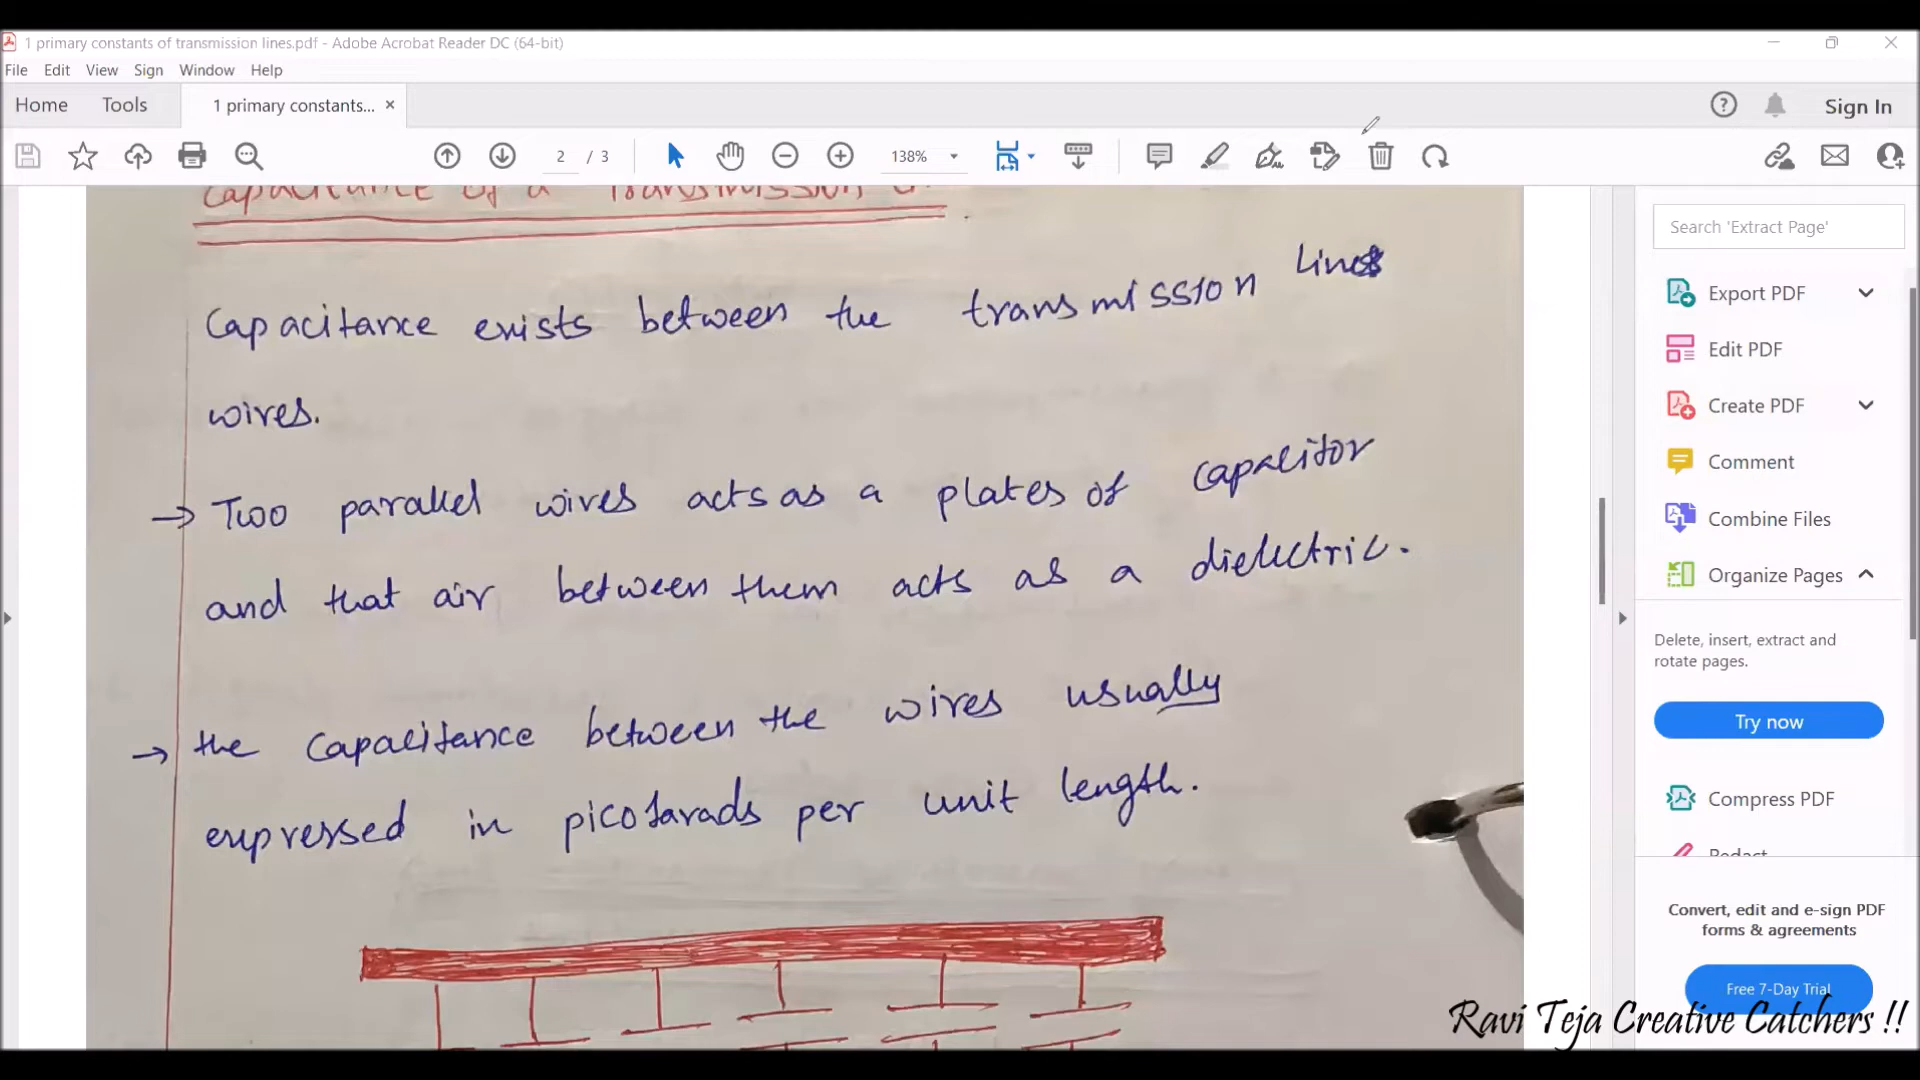 1 primary constants of transmission lines.pdf - Adobe Acrobat Reader DC (64-bit)
File Edit View Sign Window Help
Home Tools 1 primary constants... × Sign In
2 / 3 138%
Capacitance of a Transmission
Capacitance exists between the transmission lines
wires.
→ Two parallel wires acts as a plates of capacitor
and that air between them acts as a dielectric.
→ the capacitance between the wires usually
expressed in picofarads per unit length.
Search 'Extract Page'
Export PDF
Edit PDF
Create PDF
Comment
Combine Files
Organize Pages
Delete, insert, extract and
rotate pages.
Try now
Compress PDF
Redact
Convert, edit and e-sign PDF
forms & agreements
Free 7-Day Trial
Ravi Teja Creative Catchers !!